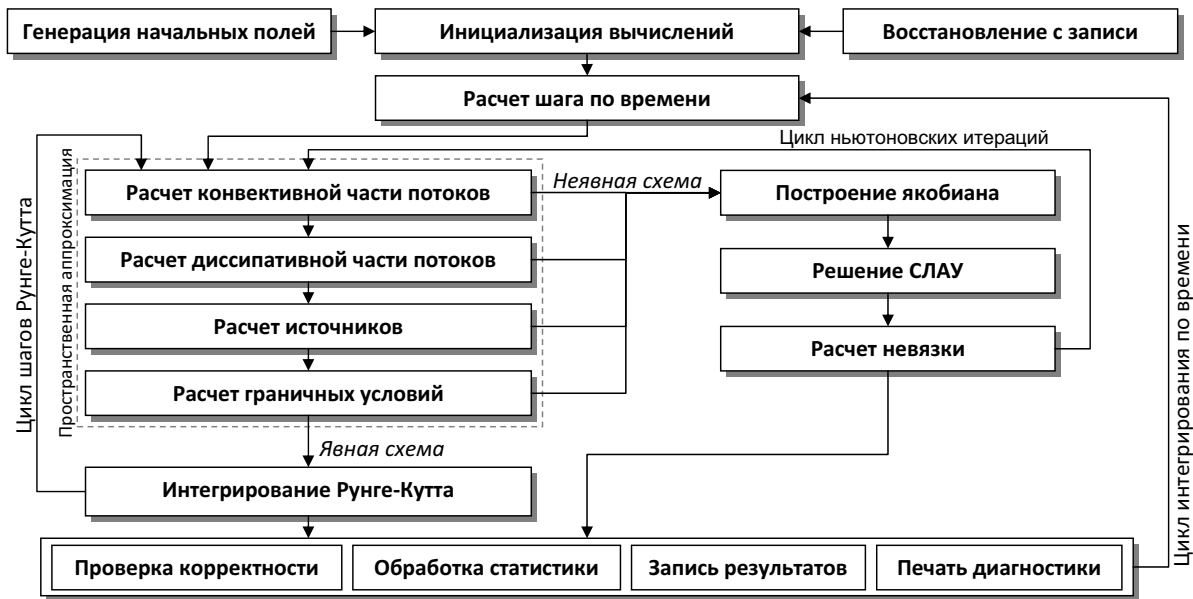 Генерация начальных полей
Инициализация вычислений
Восстановление с записи
Расчет шага по времени
Цикл ньютоновских итераций
Цикл шагов Рунге-Кутта
Пространственная аппроксимация
Расчет конвективной части потоков
Неявная схема
Построение якобиана
Расчет диссипативной части потоков
Решение СЛАУ
Расчет источников
Расчет невязки
Расчет граничных условий
Явная схема
Интегрирование Рунге-Кутта
Цикл интегрирования по времени
Проверка корректности
Обработка статистики
Запись результатов
Печать диагностики